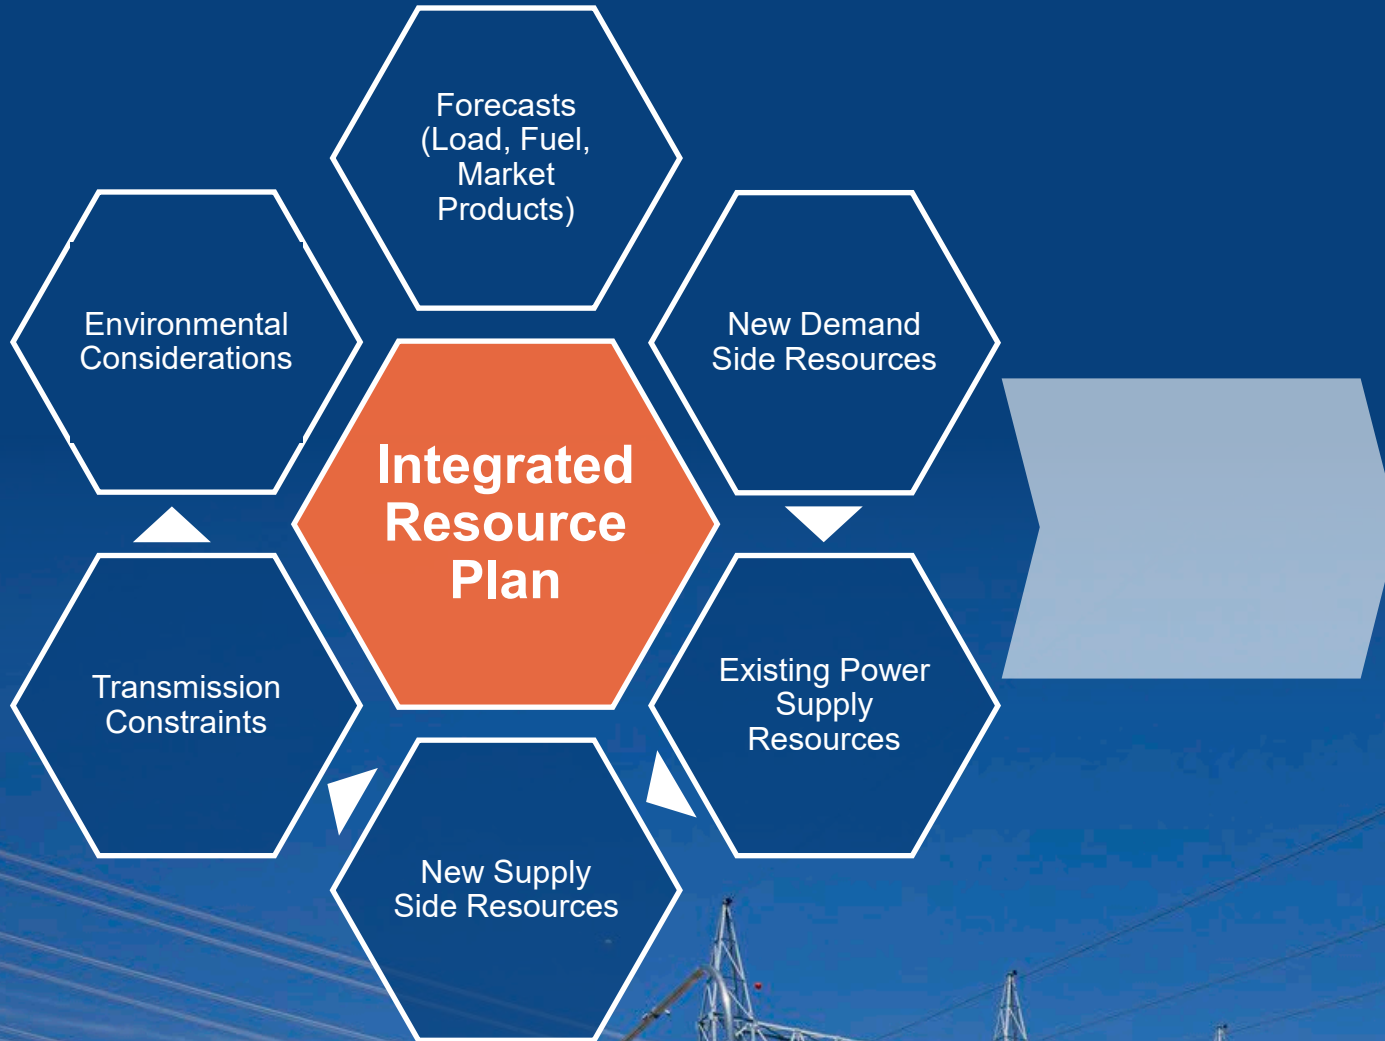 Forecasts
(Load, Fuel,
Market
Products)
Environmental
Considerations
New Demand
Side Resources
Integrated
Resource
Plan
Transmission
Constraints
Existing Power
Supply
Resources
New Supply
Side Resources